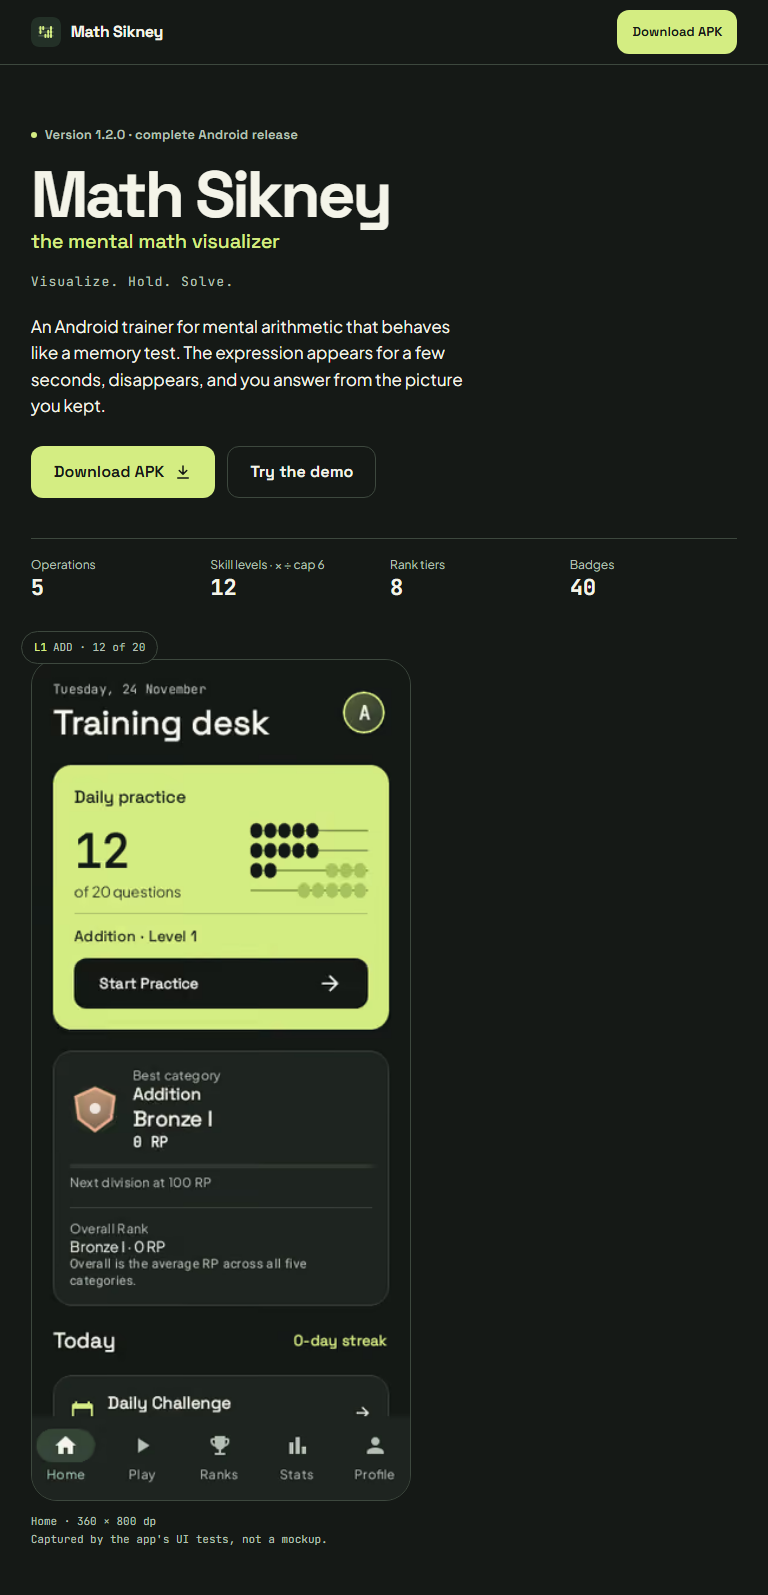 Math Sikney
Download APK
Version 1.2.0 · complete Android release
Math Sikney
the mental math visualizer
Visualize. Hold. Solve.
An Android trainer for mental arithmetic that behaves
like a memory test. The expression appears for a few
seconds, disappears, and you answer from the picture
you kept.
Download APK
Try the demo
Operations
5
Skill levels · × ÷ cap 6
12
Rank tiers
8
Badges
40
L1 ADD · 12 of 20
Tuesday, 24 November
Training desk
A
Daily practice
12
of 20 questions
Addition · Level 1
Start Practice
Best category
Addition
Bronze I
0 RP
Next division at 100 RP
Overall Rank
Bronze I · 0 RP
Overall is the average RP across all five
categories.
Today
0-day streak
Daily Challenge
Home
Play
Ranks
Stats
Profile
Home · 360 × 800 dp
Captured by the app's UI tests, not a mockup.